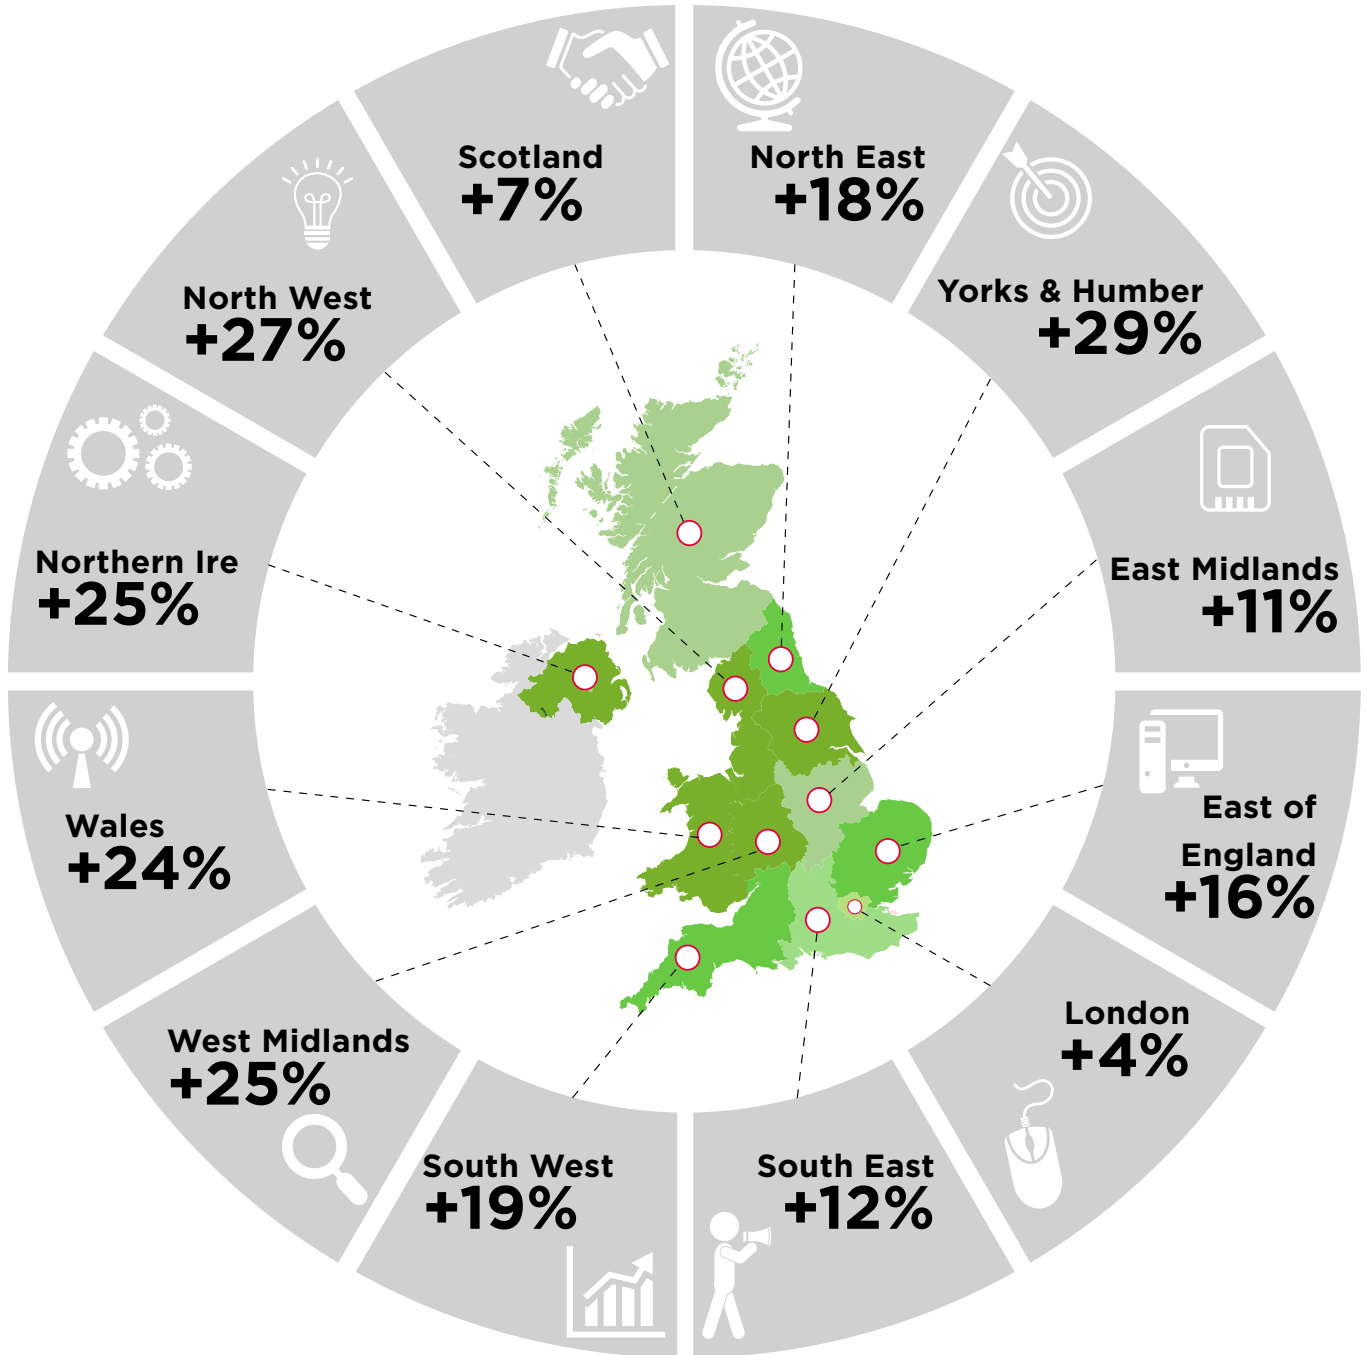 Scotland
+7%
North East
+18%
Yorks & Humber
+29%
East Midlands
+11%
East of
England
+16%
London
+4%
South East
+12%
South West
+19%
West Midlands
+25%
Wales
+24%
Northern Ire
+25%
North West
+27%